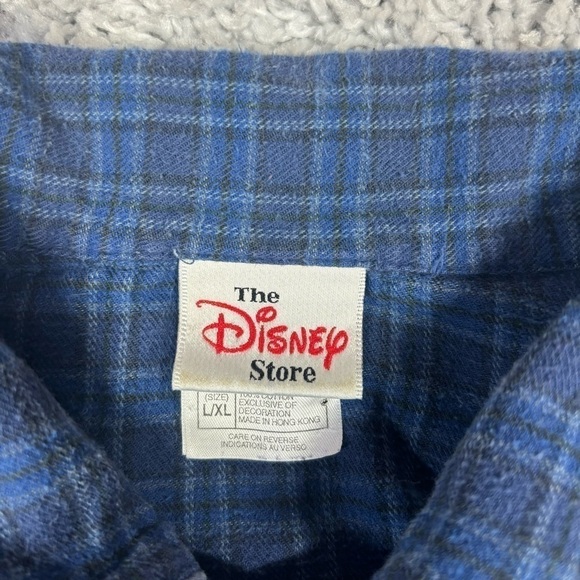 The
Disney
Store
(SIZE)
L/XL
100% COTTON
EXCLUSIVE OF
DECORATION
MADE IN HONG KONG
CARE ON REVERSE
INDICATIONS AU VERSO